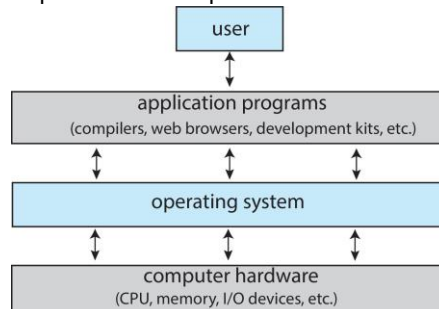 user
application programs
(compilers, web browsers, development kits, etc.)
operating system
computer hardware
(CPU, memory, I/O devices, etc.)